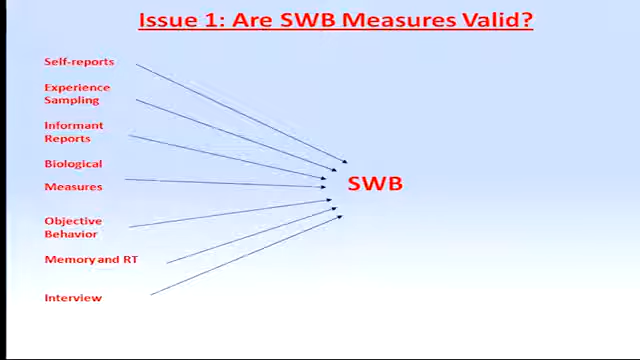 Issue 1: Are SWB Measures Valid?
Self-reports
Experience
Sampling
Informant
Reports
Biological
Measures
SWB
Objective
Behavior
Memory and RT
Interview